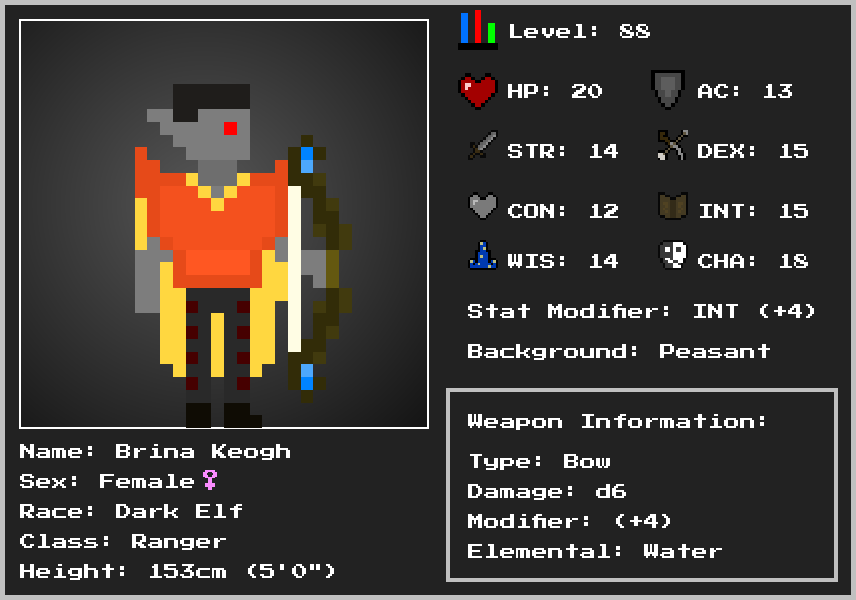 Level: 88
HP: 20
AC: 13
STR: 14
DEX: 15
CON: 12
INT: 15
WIS: 14
CHA: 18
Stat Modifier: INT (+4)
Background: Peasant
Weapon Information:
Type: Bow
Damage: d6
Modifier: (+4)
Elemental: Water
Name: Brina Keogh
Sex: Female♀
Race: Dark Elf
Class: Ranger
Height: 153cm (5'0")